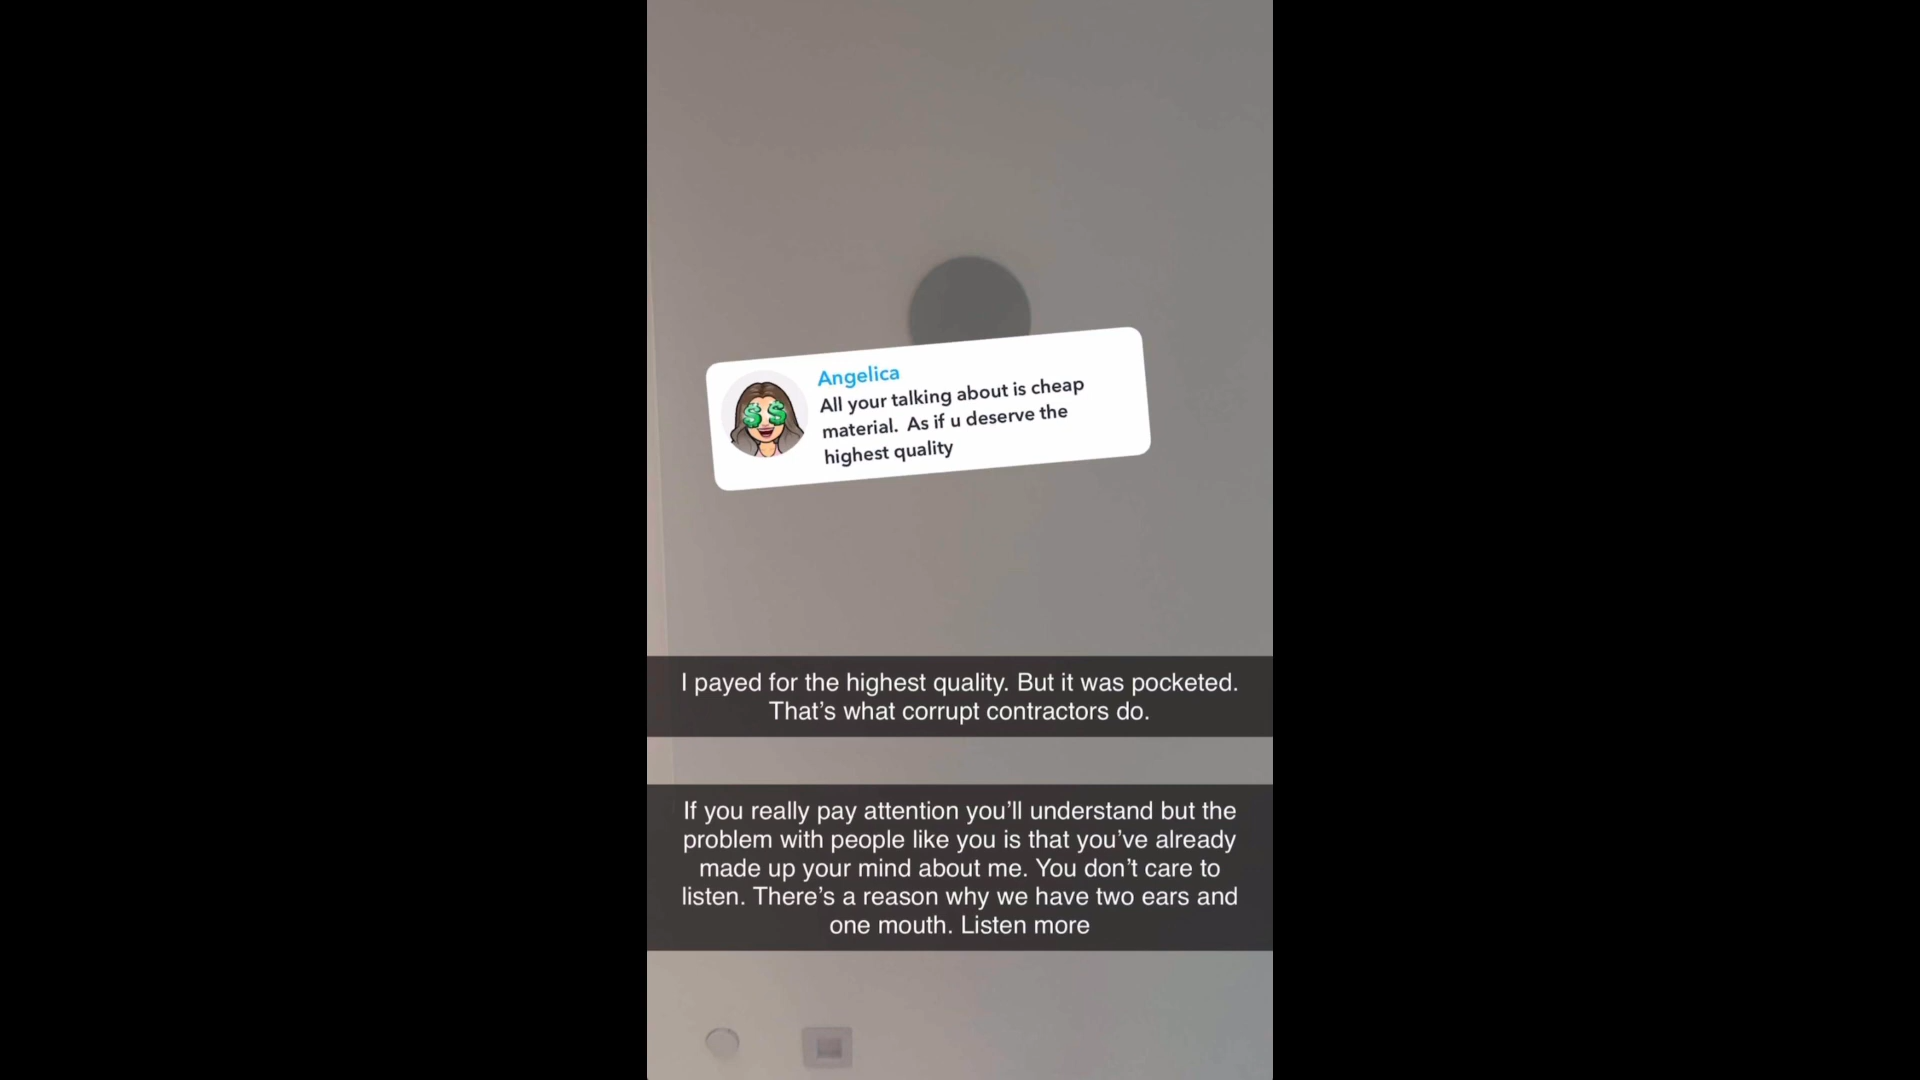 Angelica
All your talking about is cheap
material.  As if u deserve the
highest quality
I payed for the highest quality. But it was pocketed.
That's what corrupt contractors do.
If you really pay attention you'll understand but the
problem with people like you is that you've already
made up your mind about me. You don't care to
listen. There's a reason why we have two ears and
one mouth. Listen more